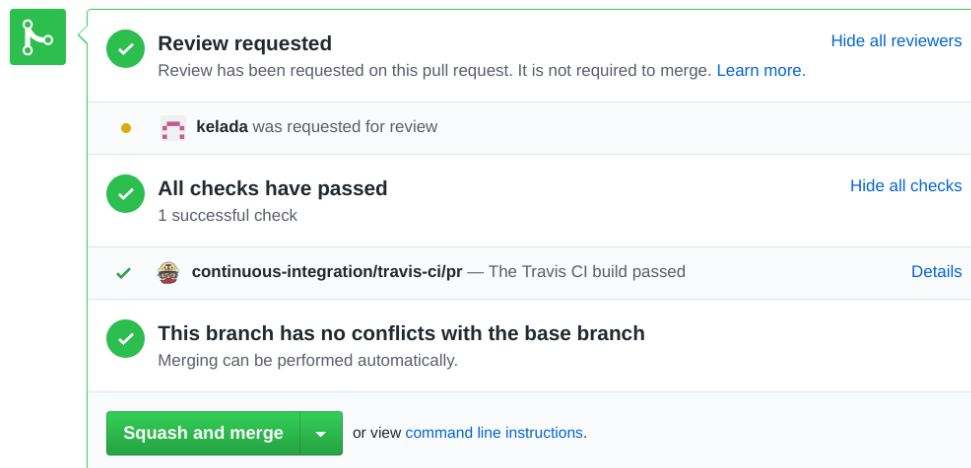 Review requested
Hide all reviewers
Review has been requested on this pull request. It is not required to merge. Learn more.
kelada was requested for review
All checks have passed
Hide all checks
1 successful check
continuous-integration/travis-ci/pr — The Travis CI build passed
Details
This branch has no conflicts with the base branch
Merging can be performed automatically.
Squash and merge
or view command line instructions.